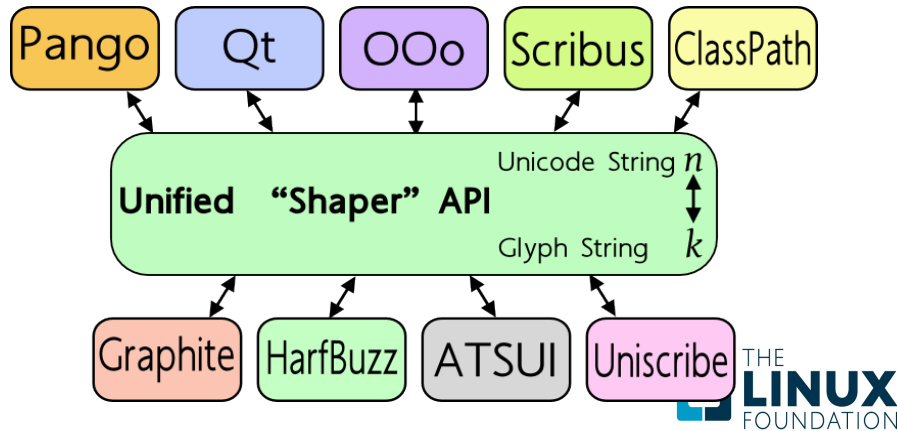 Pango Qt OOo Scribus ClassPath
Unicode String n
Unified “Shaper” API
Glyph String k
Graphite HarfBuzz ATSUI Uniscribe
THE
LINUX
FOUNDATION